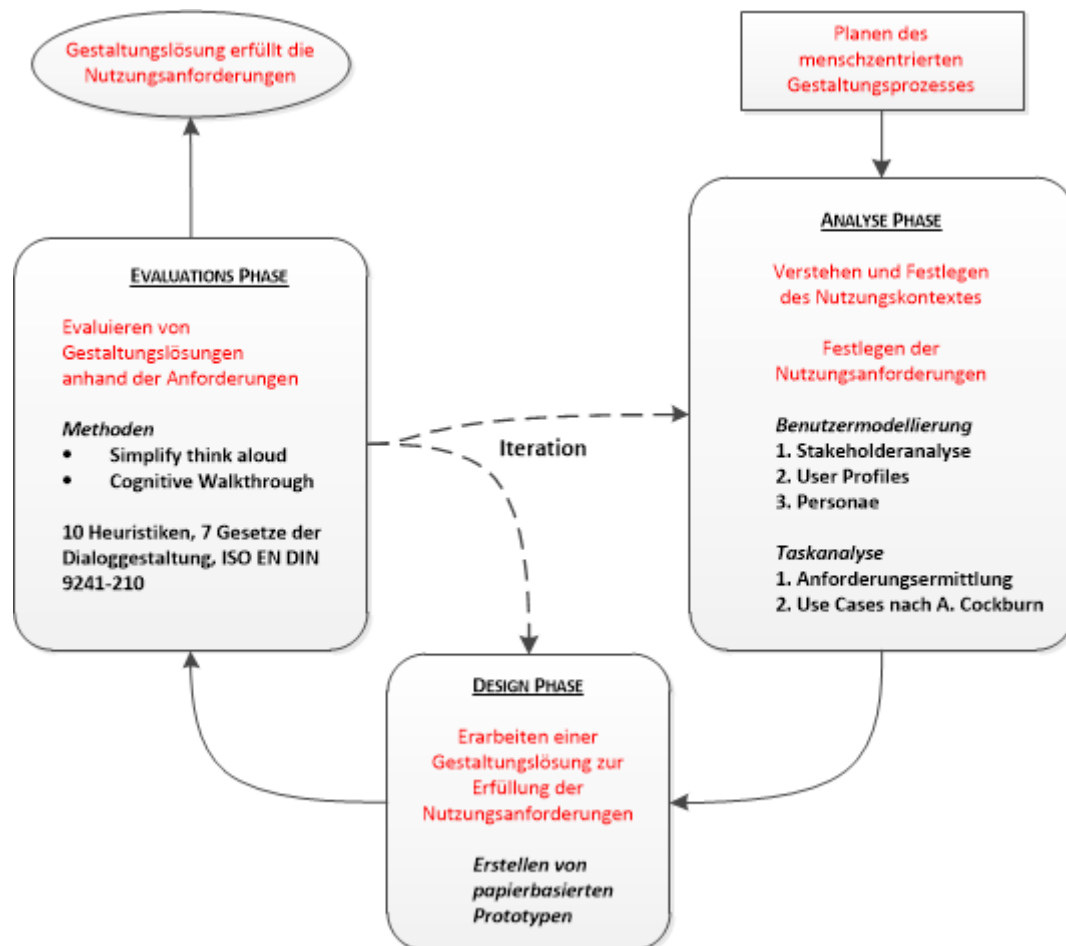 Gestaltungslösung erfüllt die
Nutzungsanforderungen
Planen des
menschzentrierten
Gestaltungsprozesses
ANALYSE PHASE
Verstehen und Festlegen
des Nutzungskontextes
Festlegen der
Nutzungsanforderungen
Benutzermodellierung
1. Stakeholderanalyse
2. User Profiles
3. Personae
Taskanalyse
1. Anforderungsermittlung
2. Use Cases nach A. Cockburn
EVALUATIONS PHASE
Evaluieren von
Gestaltungslösungen
anhand der Anforderungen
Methoden
• Simplify think aloud
• Cognitive Walkthrough
10 Heuristiken, 7 Gesetze der
Dialoggestaltung, ISO EN DIN
9241-210
Iteration
DESIGN PHASE
Erarbeiten einer
Gestaltungslösung zur
Erfüllung der
Nutzungsanforderungen
Erstellen von
papierbasierten
Prototypen